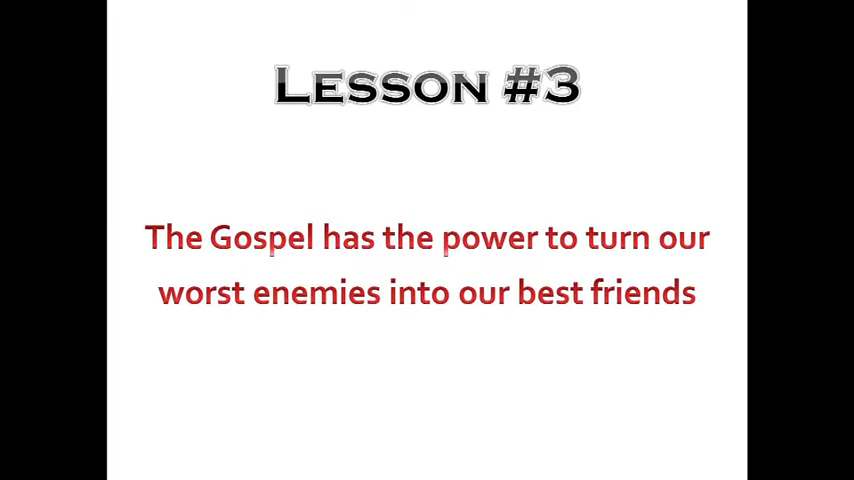 Lesson #3
The Gospel has the power to turn our
worst enemies into our best friends